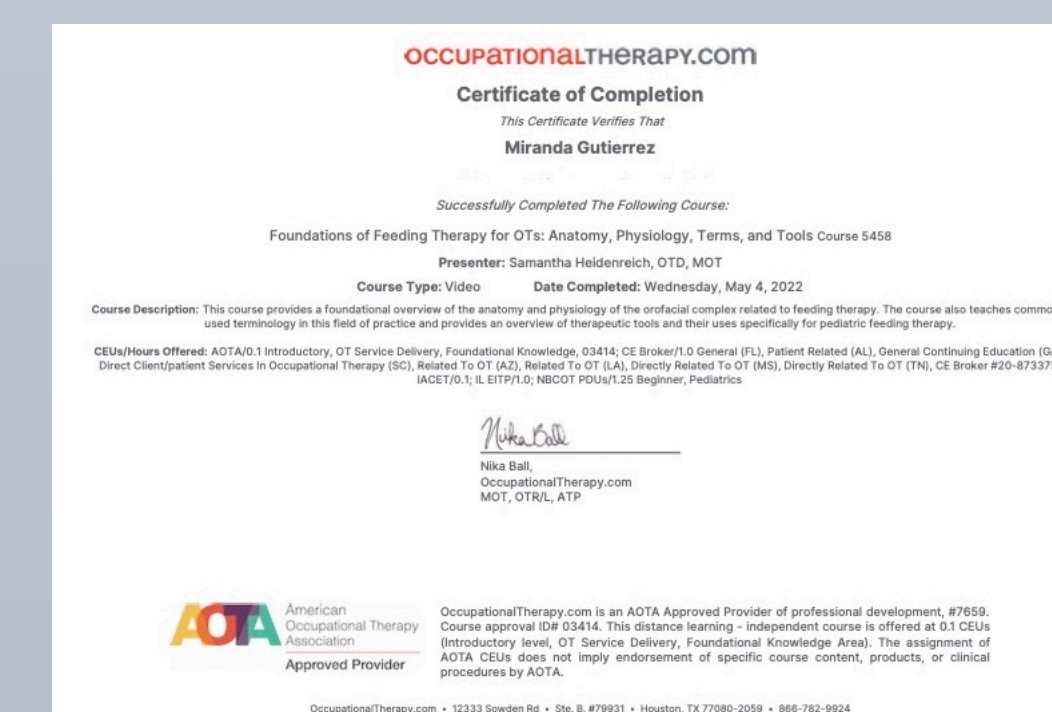 OCCUPATIONALTHERAPY.COM
Certificate of Completion
This Certificate Verifies That
Miranda Gutierrez
Successfully Completed The Following Course:
Foundations of Feeding Therapy for OTs: Anatomy, Physiology, Terms, and Tools Course 5458
Presenter: Samantha Heidenreich, OTD, MOT
Course Type: Video Date Completed: Wednesday, May 4, 2022
Course Description: This course provides a foundational overview of the anatomy and physiology of the orofacial complex related to feeding therapy. The course also teaches commo
used terminology in this field of practice and provides an overview of therapeutic tools and their uses specifically for pediatric feeding therapy.
CEUs/Hours Offered: AOTA/0.1 Introductory, OT Service Delivery, Foundational Knowledge, 03414; CE Broker/1.0 General (FL), Patient Related (AL), General Continuing Education (G
Direct Client/patient Services In Occupational Therapy (SC), Related To OT (AZ), Related To OT (LA), Directly Related To OT (MS), Directly Related To OT (TN), CE Broker #20-87337
IACET/0.1; IL EITP/1.0; NBCOT PDUs/1.25 Beginner, Pediatrics
Nika Ball
Nika Ball,
OccupationalTherapy.com
MOT, OTR/L, ATP
AOTA
American
Occupational Therapy
Association
Approved Provider
OccupationalTherapy.com is an AOTA Approved Provider of professional development, #7659.
Course approval ID# 03414. This distance learning - independent course is offered at 0.1 CEUs
(Introductory level, OT Service Delivery, Foundational Knowledge Area). The assignment of
AOTA CEUs does not imply endorsement of specific course content, products, or clinical
procedures by AOTA.
OccupationalTherapy.com • 12333 Sowden Rd • Ste. B, #79931 • Houston, TX 77080-2059 • 866-782-9924